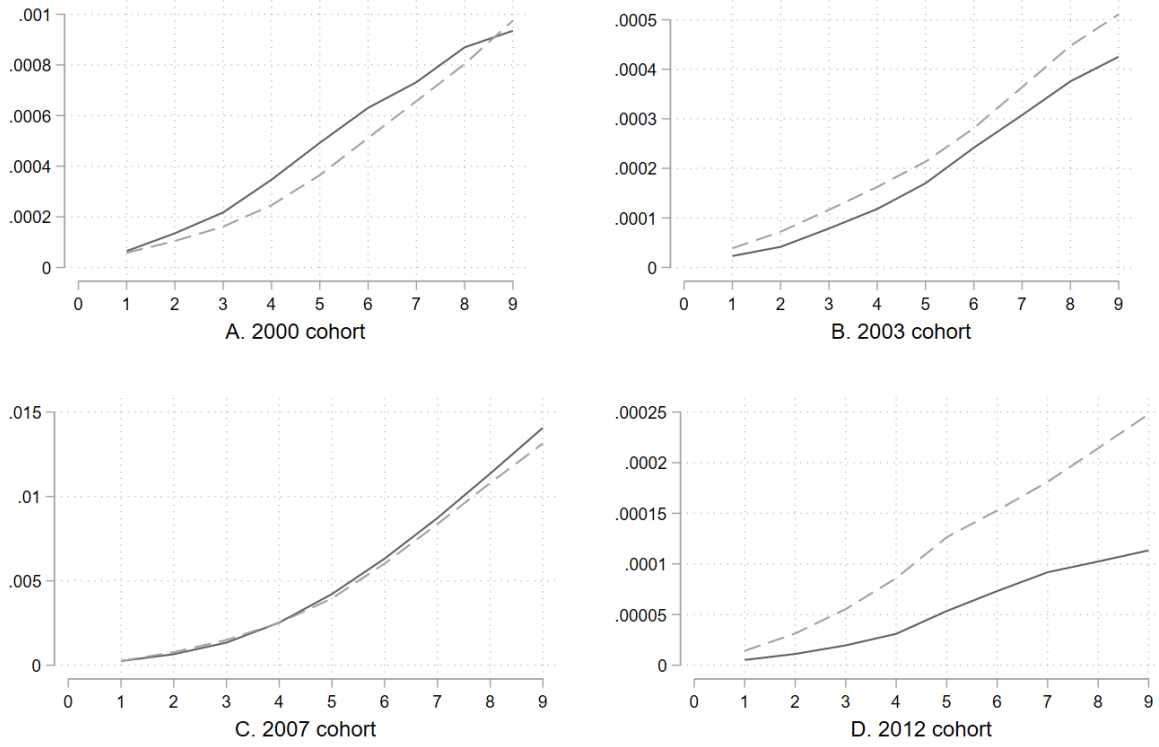 .001
.0008
.0006
.0004
.0002
0
0 1 2 3 4 5 6 7 8 9
A. 2000 cohort
.0005
.0004
.0003
.0002
.0001
0
0 1 2 3 4 5 6 7 8 9
B. 2003 cohort
.015
.01
.005
0
0 1 2 3 4 5 6 7 8 9
C. 2007 cohort
.00025
.0002
.00015
.0001
.00005
0
0 1 2 3 4 5 6 7 8 9
D. 2012 cohort